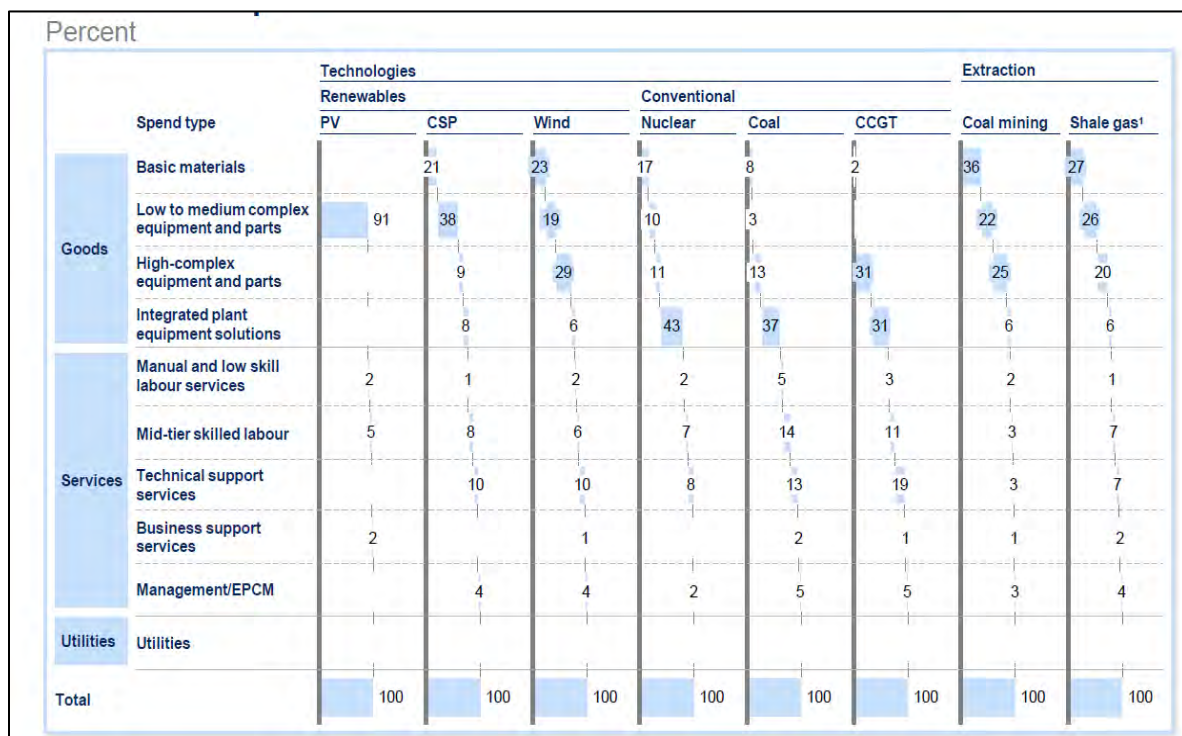 Percent
Technologies Extraction
Renewables Conventional
Spend type PV CSP Wind Nuclear Coal CCGT Coal mining Shale gas¹
Goods
Basic materials 21 23 17 8 2 36 27
Low to medium complex
equipment and parts 91 38 19 10 3 22 26
High-complex
equipment and parts 9 29 11 13 31 25 20
Integrated plant
equipment solutions 8 6 43 37 31 6 6
Services
Manual and low skill
labour services 2 1 2 2 5 3 2 1
Mid-tier skilled labour 5 8 6 7 14 11 3 7
Technical support
services 10 10 8 13 19 3 7
Business support
services 2 1 2 1 1 2
Management/EPCM 4 4 2 5 5 3 4
Utilities Utilities
Total 100 100 100 100 100 100 100 100